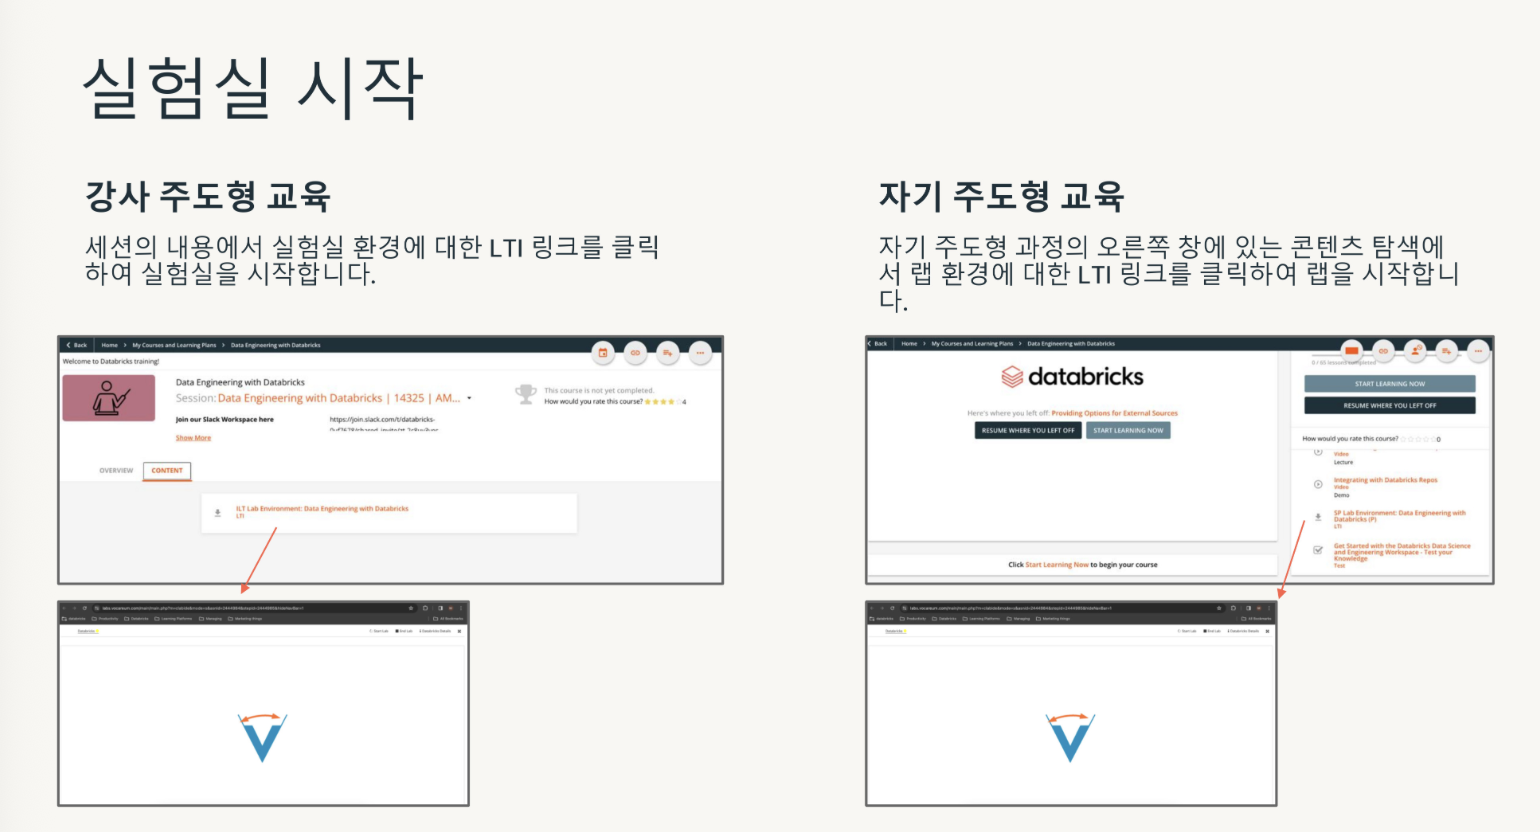 실험실 시작
강사 주도형 교육
세션의 내용에서 실험실 환경에 대한 LTI 링크를 클릭
하여 실험실을 시작합니다.
Back Home > My Courses and Learning Plans > Data Engineering with Databricks
Welcome to Databricks training!
Data Engineering with Databricks
Session: Data Engineering with Databricks | 14325 | AM...
Join our Slack Workspace here
https://join.slack.com/t/databricks-
Show More
This course is not yet completed.
How would you rate this course? 4
OVERVIEW CONTENT
ILT Lab Environment: Data Engineering with Databricks
LTI
자기 주도형 교육
자기 주도형 과정의 오른쪽 창에 있는 콘텐츠 탐색에
서 랩 환경에 대한 LTI 링크를 클릭하여 랩을 시작합니
다.
Back Home > My Courses and Learning Plans > Data Engineering with Databricks
databricks
Here's where you left off: Providing Options for External Sources
RESUME WHERE YOU LEFT OFF START LEARNING NOW
Click Start Learning Now to begin your course
START LEARNING NOW
RESUME WHERE YOU LEFT OFF
How would you rate this course? 0
Video
Lecture
Integrating with Databricks Repos
Video
Demo
SP Lab Environment: Data Engineering with
Databricks (P)
LTI
Get Started with the Databricks Data Science
and Engineering Workspace - Test your
Knowledge
Test